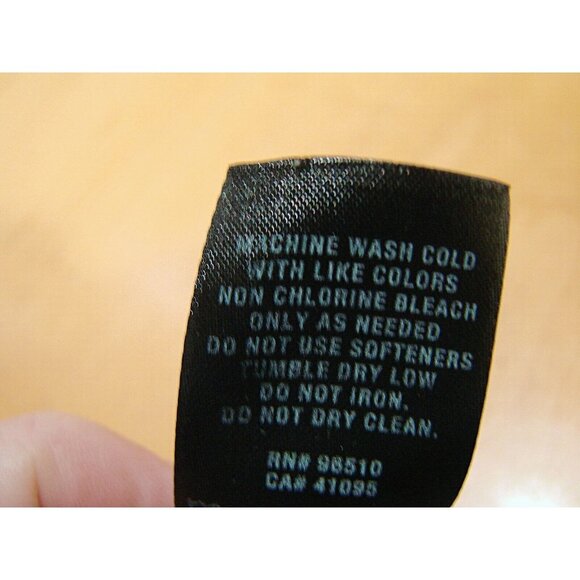 MACHINE WASH COLD
WITH LIKE COLORS
NON CHLORINE BLEACH
ONLY AS NEEDED
DO NOT USE SOFTENERS
TUMBLE DRY LOW
DO NOT IRON.
DO NOT DRY CLEAN.
RN# 98510
CA# 41095